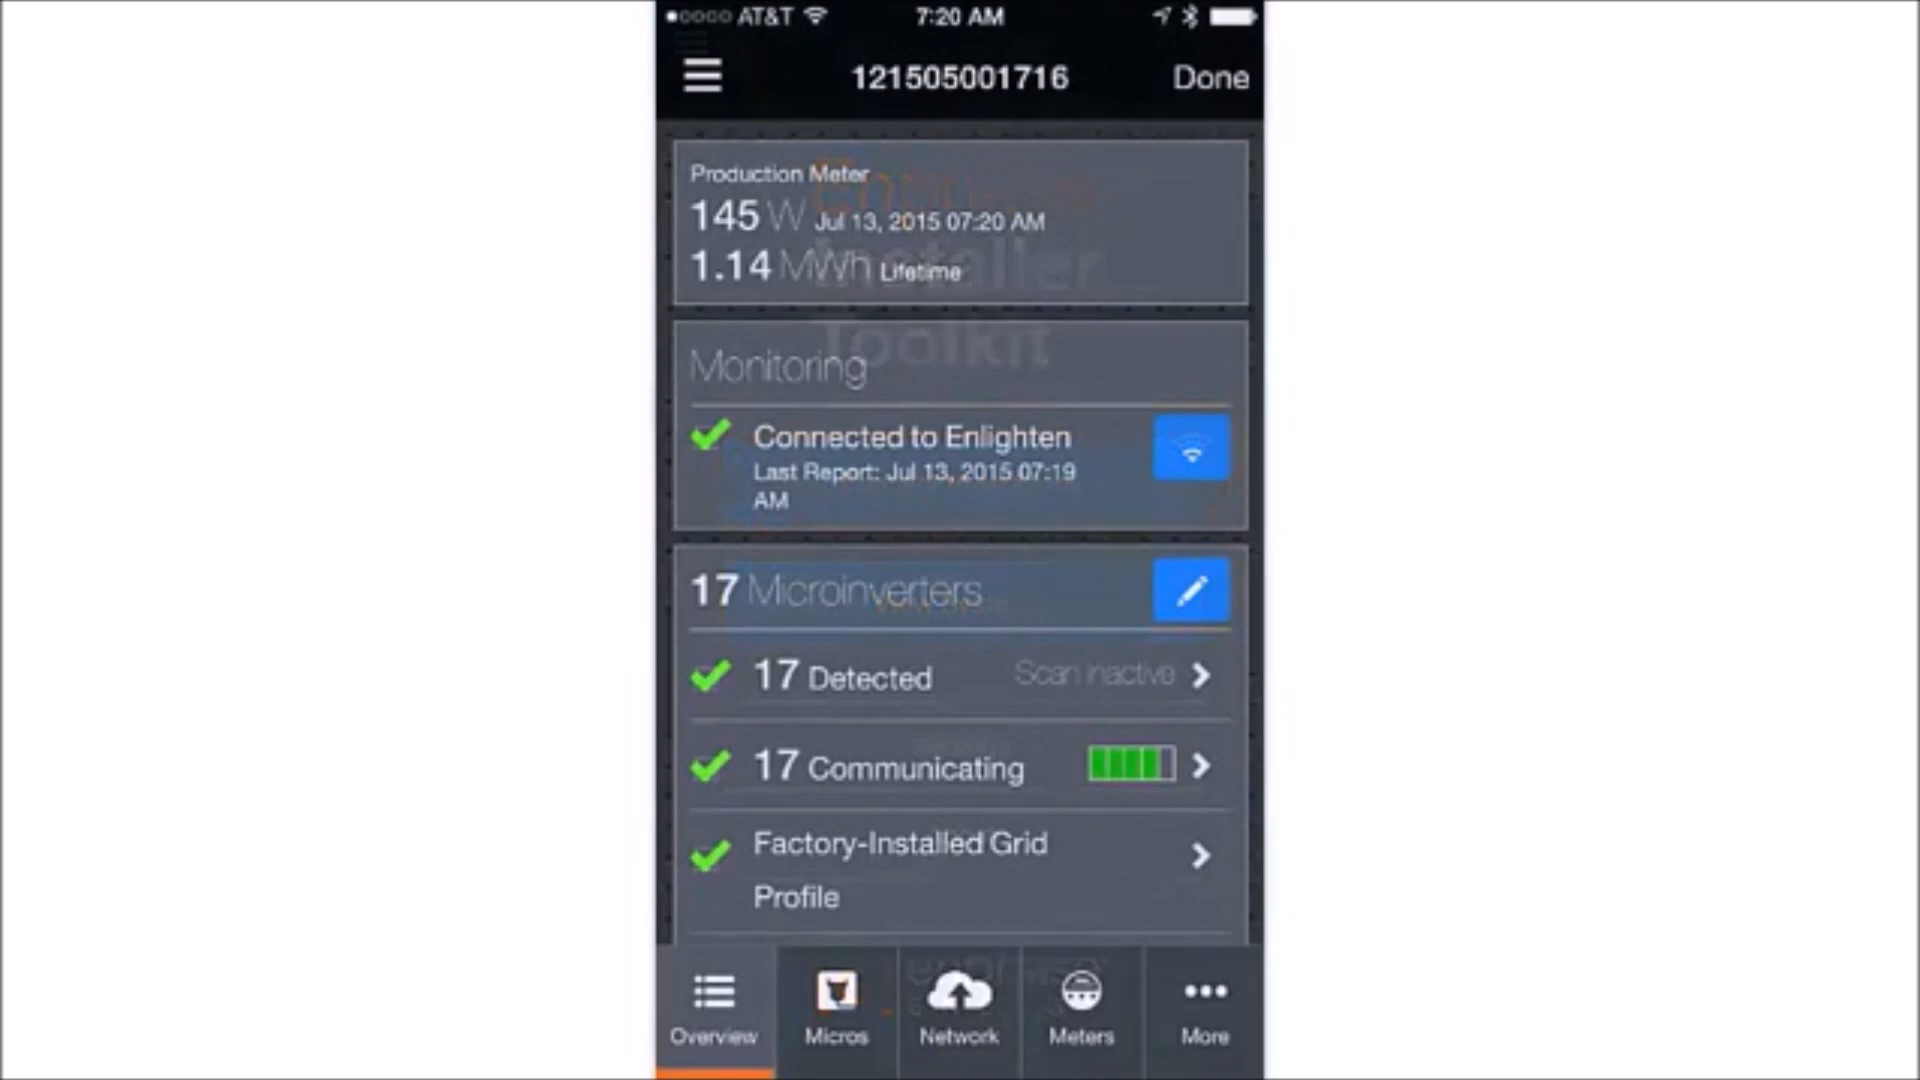 AT&T 7:20 AM
121505001716 Done
Production Meter
145 W Jul 13, 2015 07:20 AM
1.14 MWh Lifetime
Installer
Toolkit
Monitoring
Connected to Enlighten
Last Report: Jul 13, 2015 07:19
AM
17 Microinverters
17 Detected Scan inactive
17 Communicating
Factory-Installed Grid
Profile
Overview Micros Network Meters More